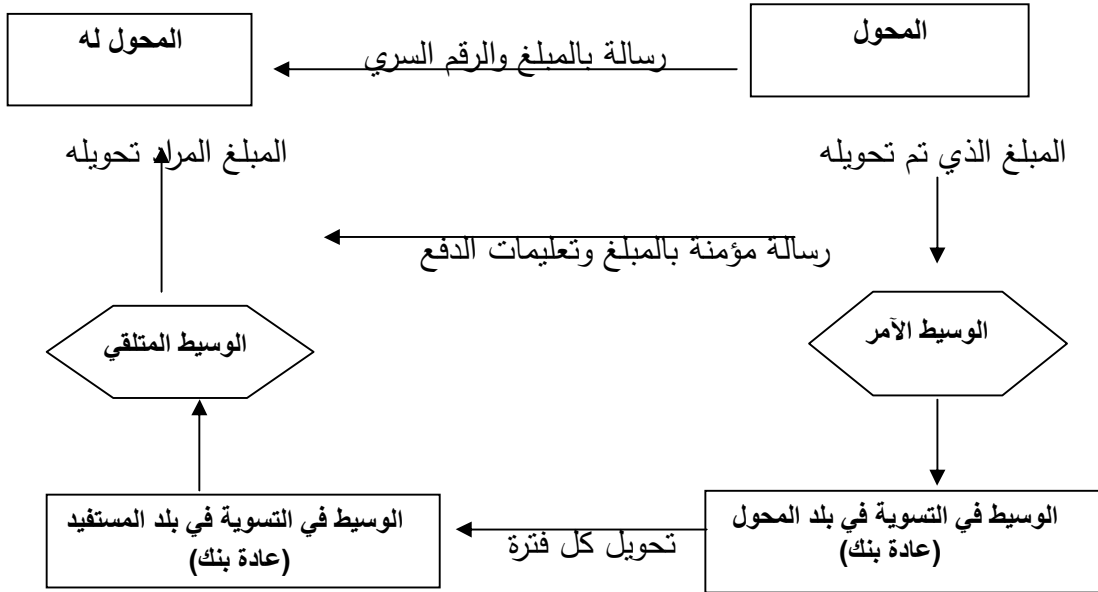 المحول
المحول له
رسالة بالمبلغ والرقم السري
المبلغ الذي تم تحويله
المبلغ المراد تحويله
رسالة مؤمنة بالمبلغ وتعليمات الدفع
الوسيط الآمر
الوسيط المتلقي
الوسيط في التسوية في بلد المحول
(عادة بنك)
تحويل كل فترة
الوسيط في التسوية في بلد المستفيد
(عادة بنك)